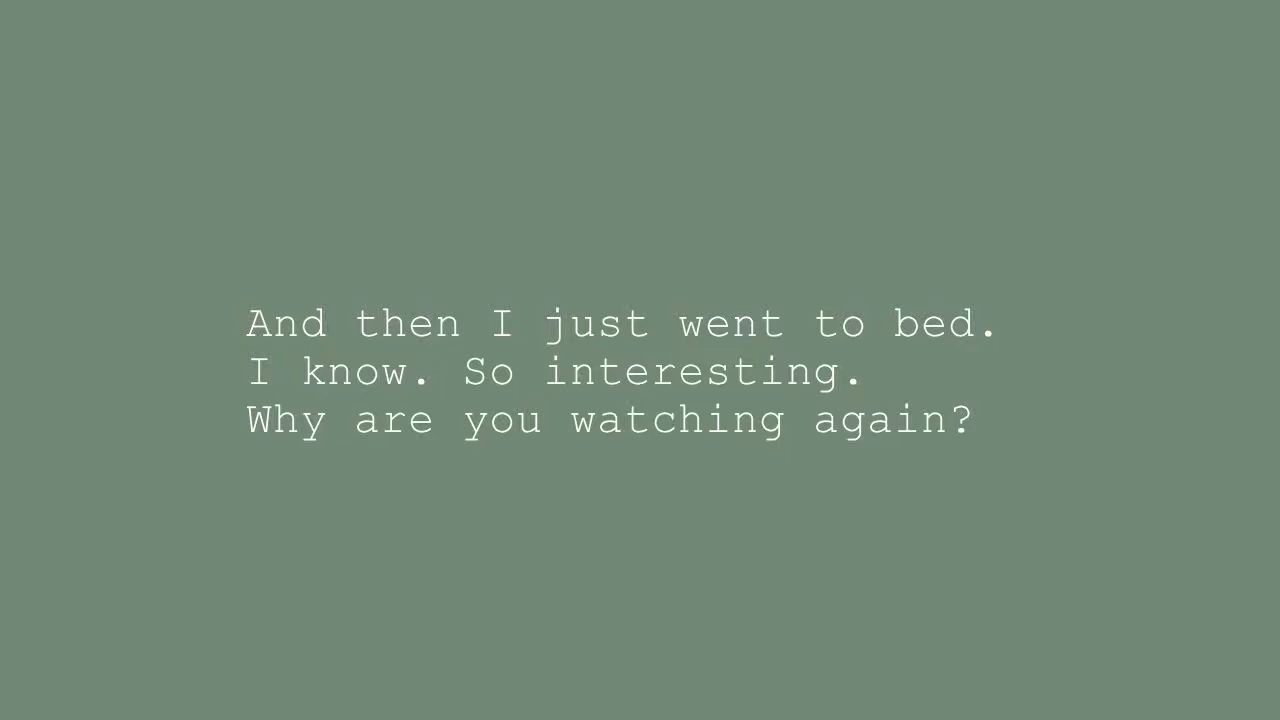 And then I just went to bed.
I know. So interesting.
Why are you watching again?